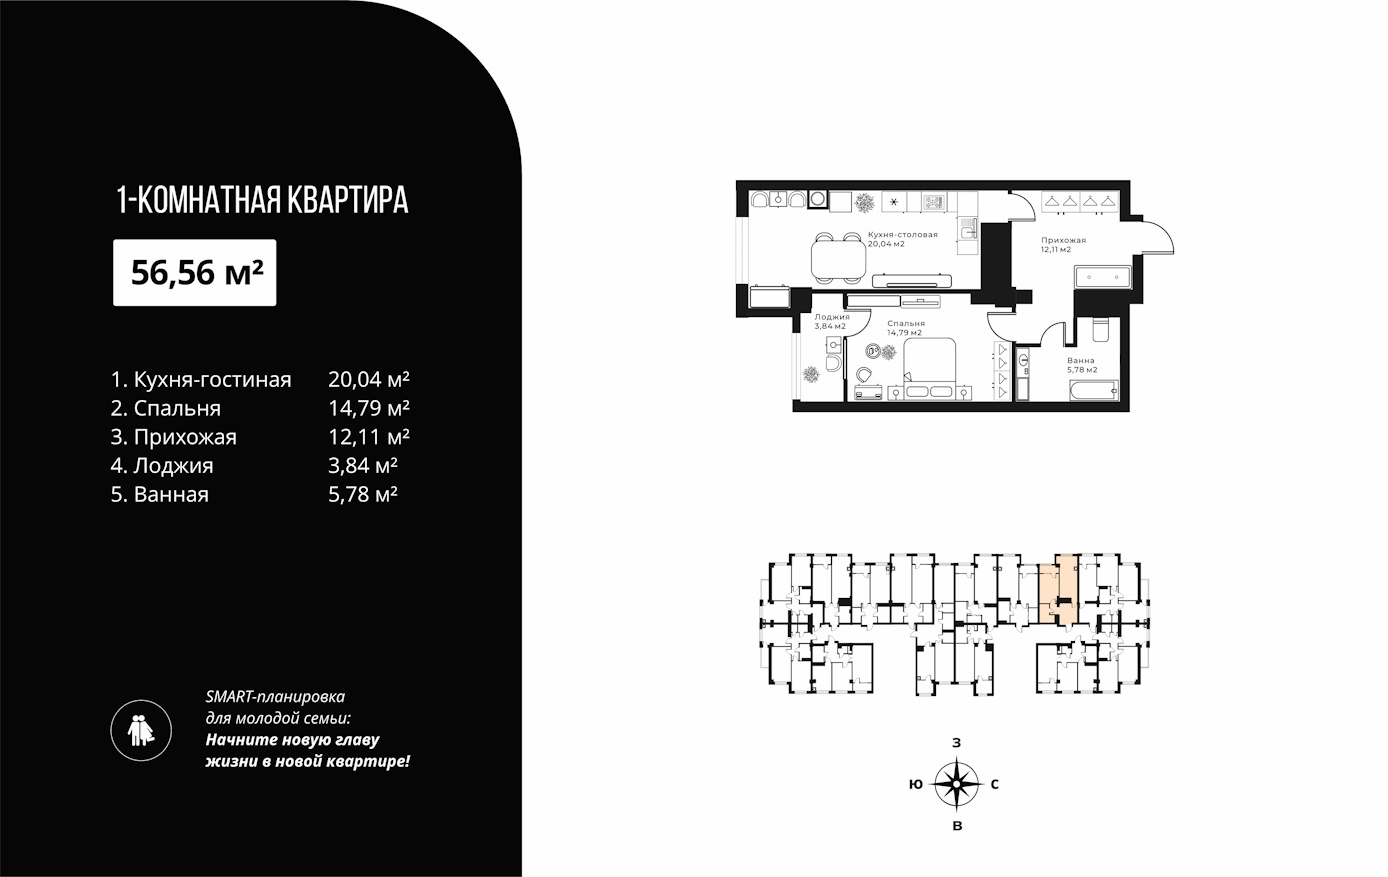 1-КОМНАТНАЯ КВАРТИРА
56,56 м²
1. Кухня-гостиная 20,04 м²
2. Спальня 14,79 м²
3. Прихожая 12,11 м²
4. Лоджия 3,84 м²
5. Ванная 5,78 м²
SMART-планировка
для молодой семьи:
Начните новую главу
жизни в новой квартире!
Кухня-столовая
20,04 м2
Прихожая
12,11 м2
Лоджия
3,84 м2
Спальня
14,79 м2
Ванна
5,78 м2
З
Ю С
В